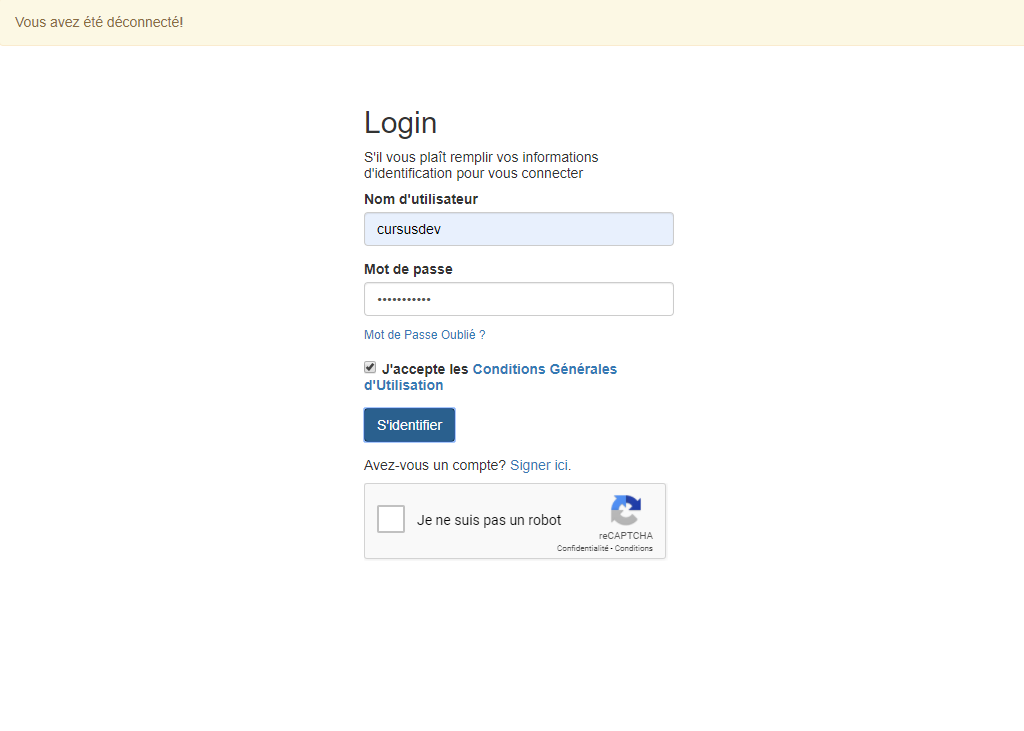 Vous avez été déconnecté!
Login
S'il vous plaît remplir vos informations
d'identification pour vous connecter
Nom d'utilisateur
cursusdev
Mot de passe
•••••••••••
Mot de Passe Oublié ?
J'accepte les Conditions Générales
d'Utilisation
S'identifier
Avez-vous un compte? Signer ici.
Je ne suis pas un robot
reCAPTCHA
Confidentialité - Conditions